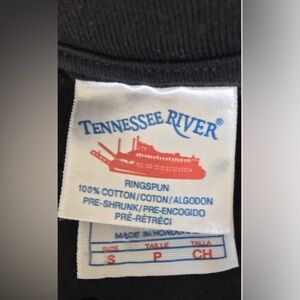 TENNESSEE RIVER®
RINGSPUN
100% COTTON/COTON/ALGODON
PRE-SHRUNK/PRE-ENCOGIDO
PRÉ-RÉTRÉCI
MADE IN HONDURAS
SIZE TAILLE TALLA
S P CH